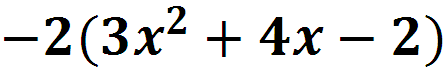 −2(3x² + 4x − 2)